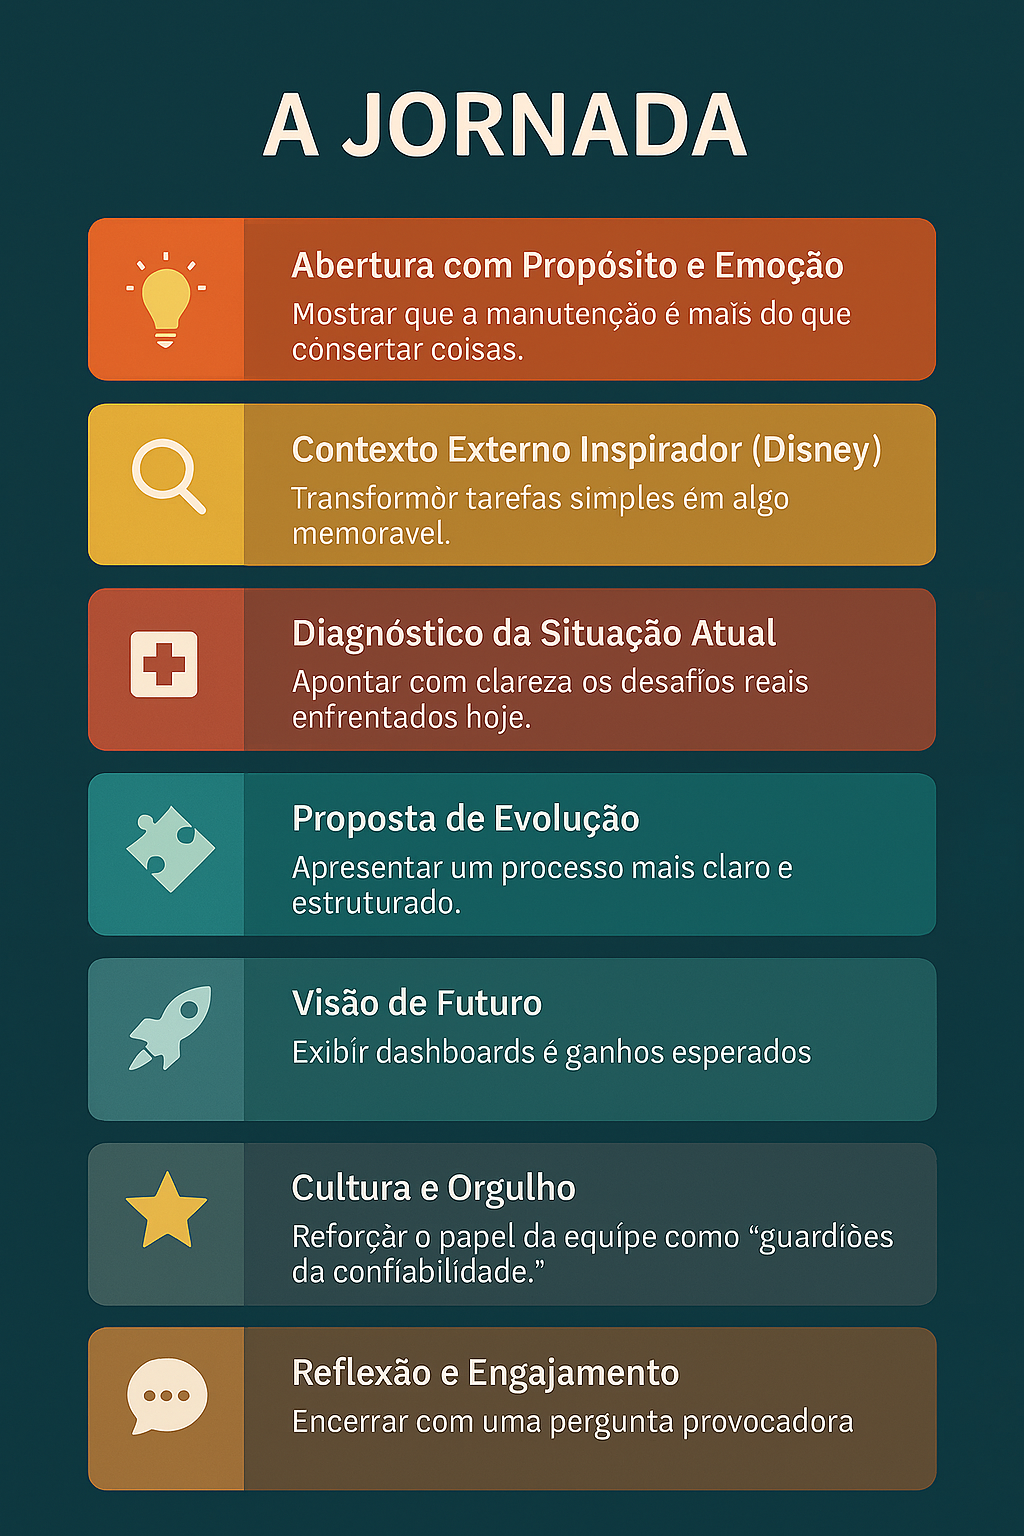 A JORNADA
Abertura com Propósito e Emoção
Mostrar que a manutenção é maïs do que
cȯnsertar coisas.
Contexto Externo Inspirador (Disney)
Transformòr tarefas simples ém algo
memoravel.
Diagnóstico da Situação Atual
Apontar com clareza os desafíos reais
enfrentados hoje.
Proposta de Evolução
Apresentar um processo mais claro e
estruturado.
Visão de Futuro
Exibír dashboards é ganhos esperados
Cultura e Orgulho
Reforçàr o papel da equípe como “guardíòes
da confíabilídade.”
Reflexão e Engajamento
Encerrar com uma pergunta provocadora